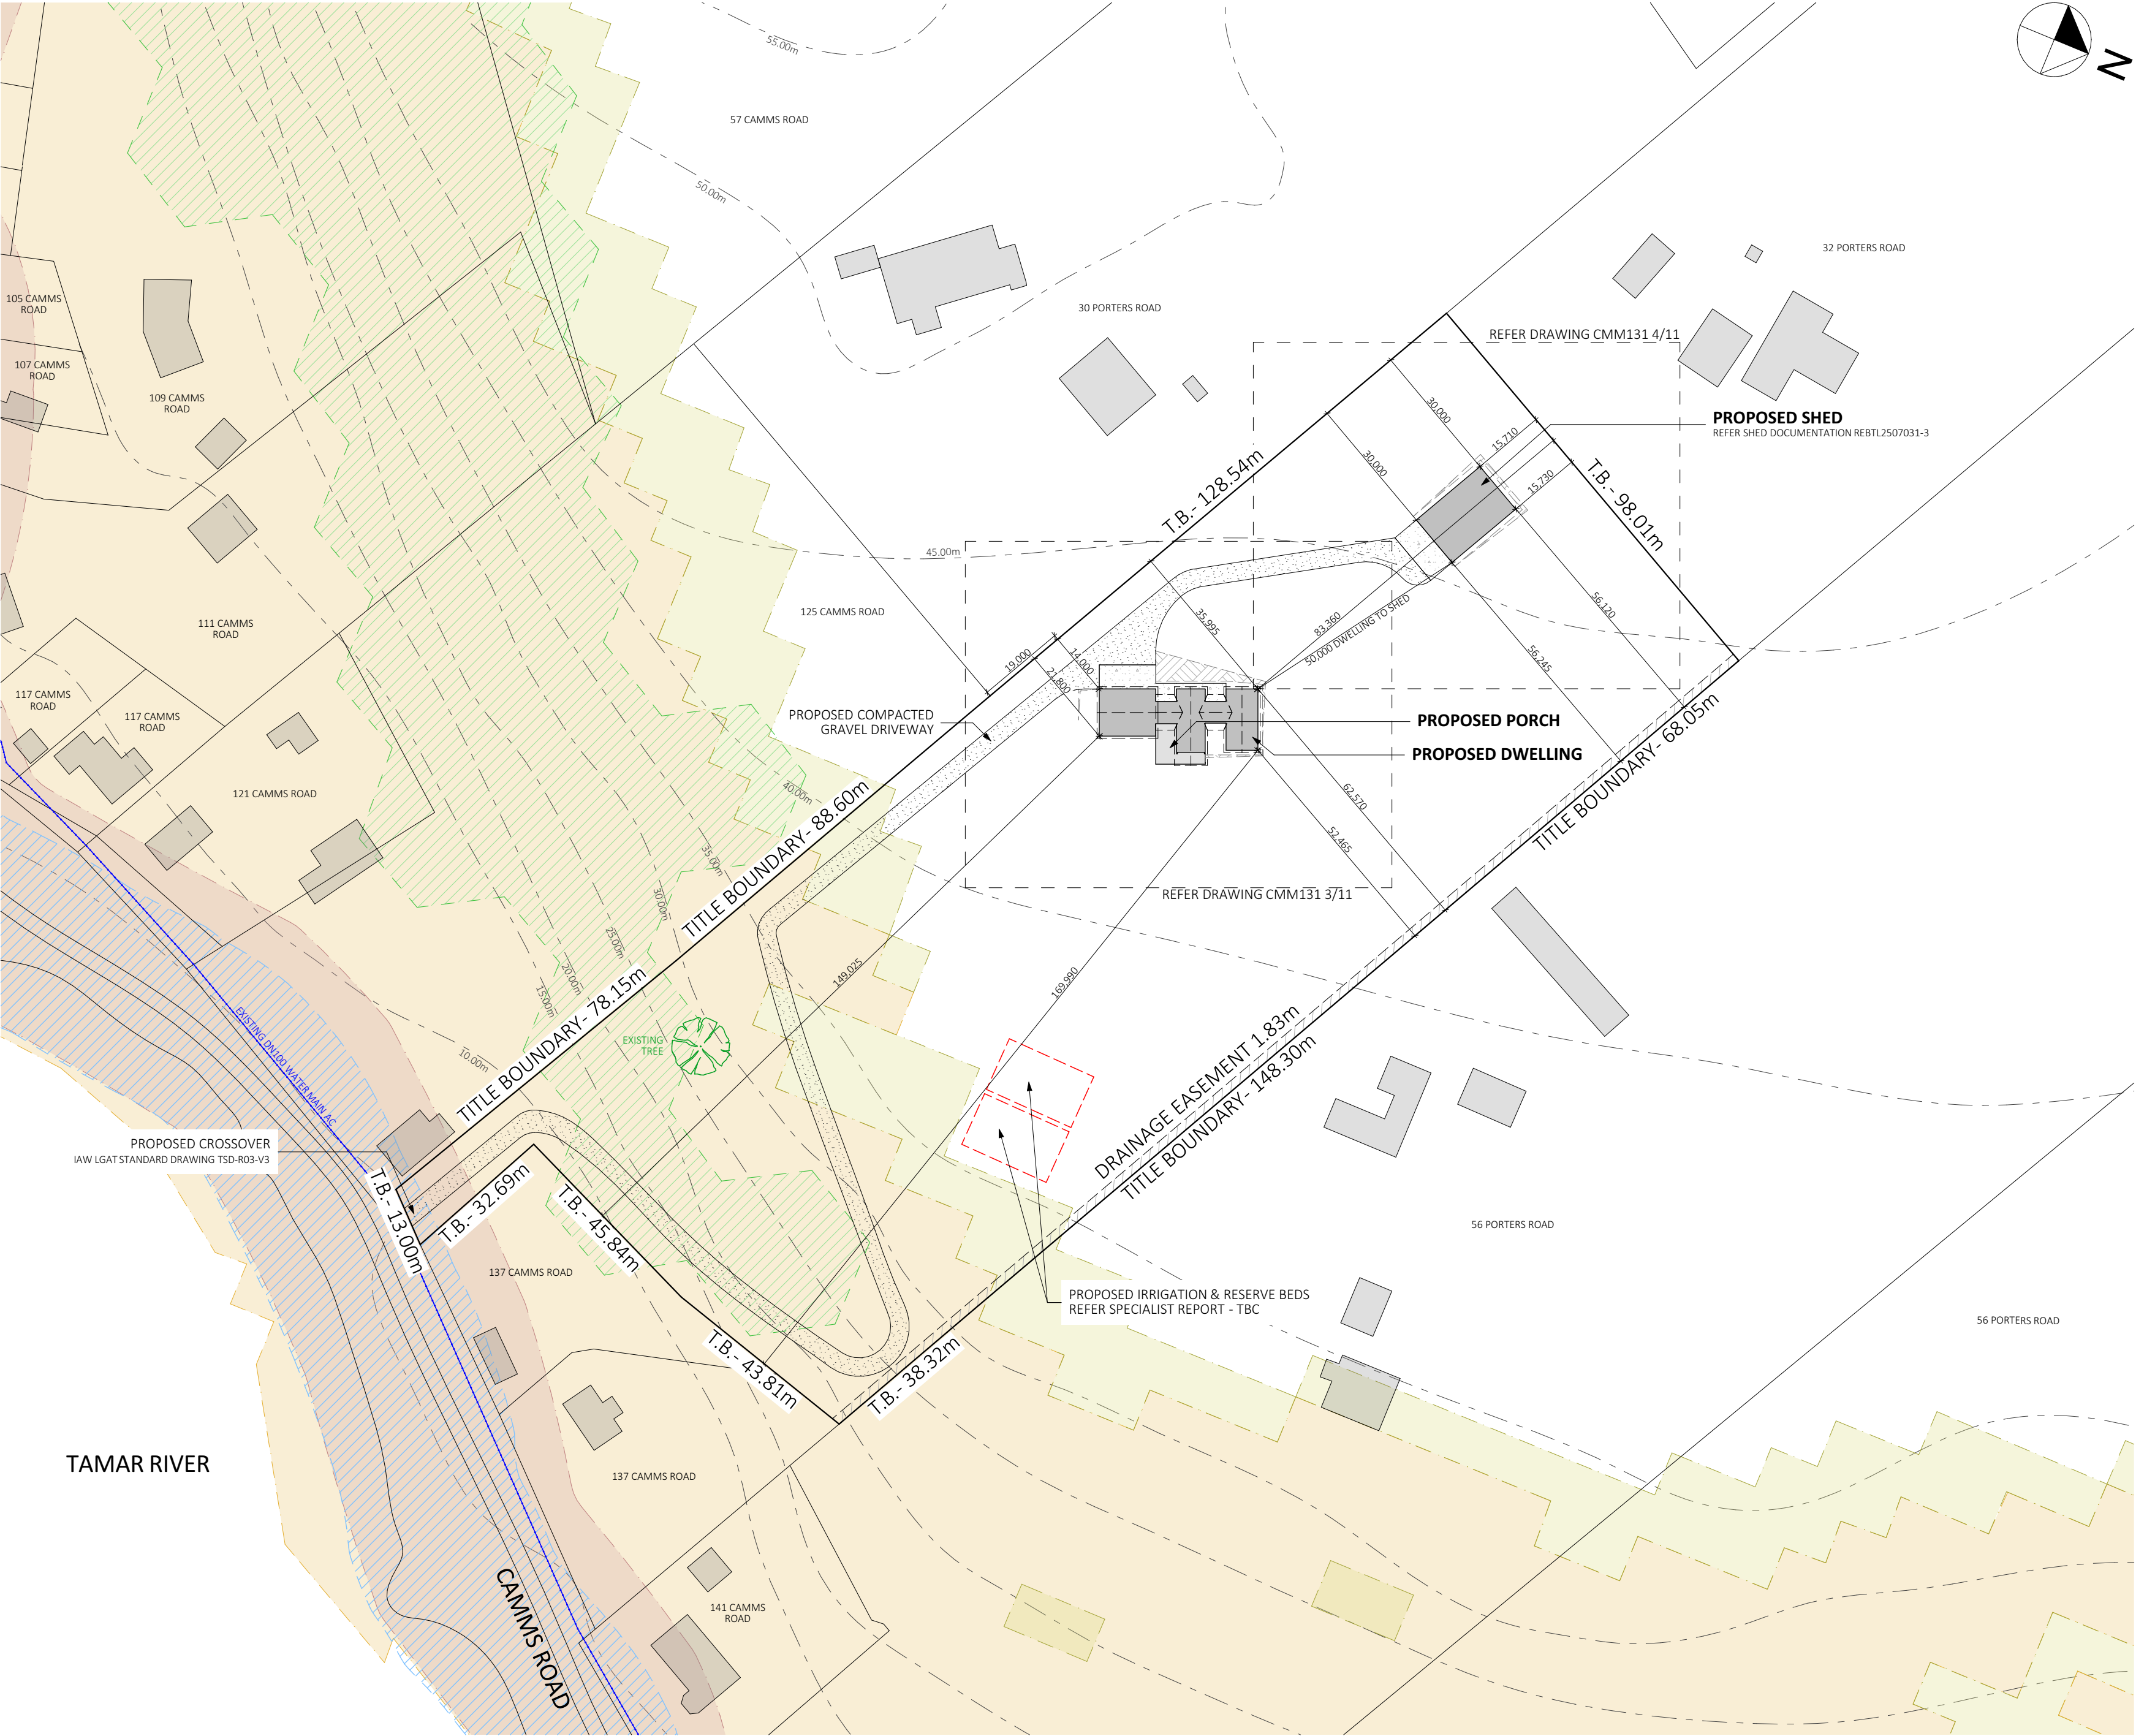 N
55.00m
57 CAMMS ROAD
50.00m
32 PORTERS ROAD
105 CAMMS
ROAD
30 PORTERS ROAD
REFER DRAWING CMM131 4/11
107 CAMMS
ROAD
109 CAMMS
ROAD
30,000
PROPOSED SHED
REFER SHED DOCUMENTATION REBTL2507031-3
15,710
30,000
T.B.- 128.54m
15,730
T.B.- 98.01m
45.00m
125 CAMMS ROAD
111 CAMMS
ROAD
35,995
83,360
50,000 DWELLING TO SHED
56,120
56,245
19,000
14,000
21,800
117 CAMMS
ROAD
117 CAMMS
ROAD
PROPOSED COMPACTED
GRAVEL DRIVEWAY
PROPOSED PORCH
PROPOSED DWELLING
TITLE BOUNDARY- 68.05m
121 CAMMS ROAD
40.00m
62,570
52,465
TITLE BOUNDARY- 88.60m
35.00m
30.00m
REFER DRAWING CMM131 3/11
25.00m
20.00m
15.00m
149,025
169,990
TITLE BOUNDARY- 78.15m
EXISTING DN100 WATER MAIN AC
EXISTING
TREE
10.00m
DRAINAGE EASEMENT 1.83m
TITLE BOUNDARY- 148.30m
PROPOSED CROSSOVER
IAW LGAT STANDARD DRAWING TSD-R03-V3
T.B.- 13.00m
T.B.- 32.69m
T.B.- 45.84m
56 PORTERS ROAD
137 CAMMS ROAD
PROPOSED IRRIGATION & RESERVE BEDS
REFER SPECIALIST REPORT - TBC
56 PORTERS ROAD
T.B.- 43.81m
T.B.- 38.32m
TAMAR RIVER
137 CAMMS ROAD
CAMMS ROAD
141 CAMMS
ROAD